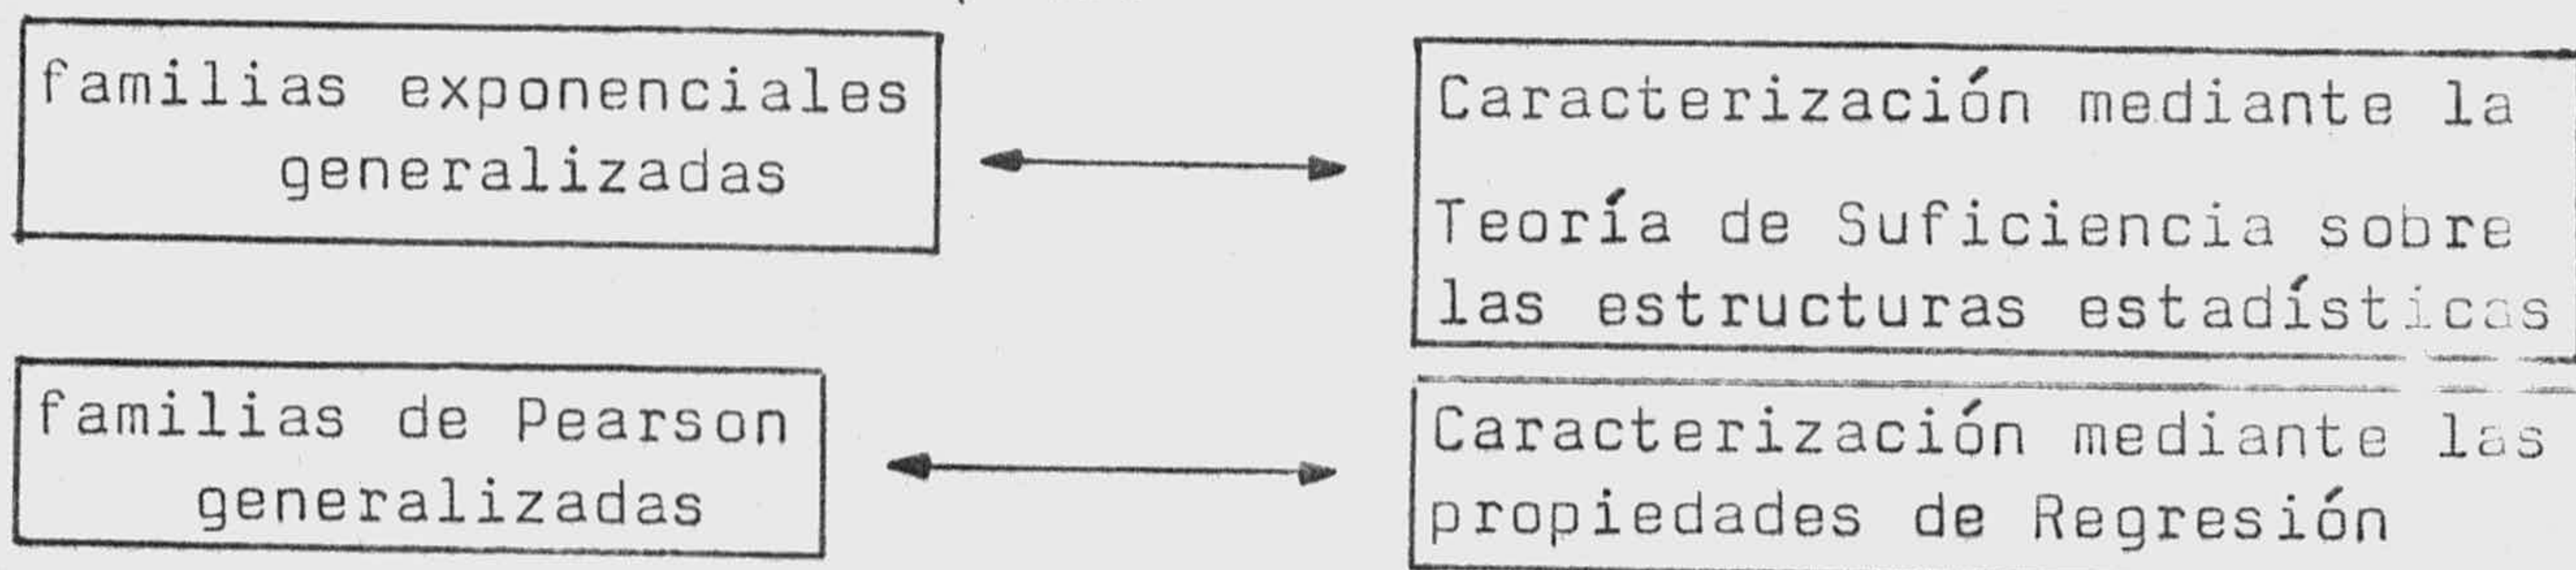 familias exponenciales
generalizadas
Caracterización mediante la
Teoría de Suficiencia sobre
las estructuras estadísticas
familias de Pearson
generalizadas
Caracterización mediante las
propiedades de Regresión